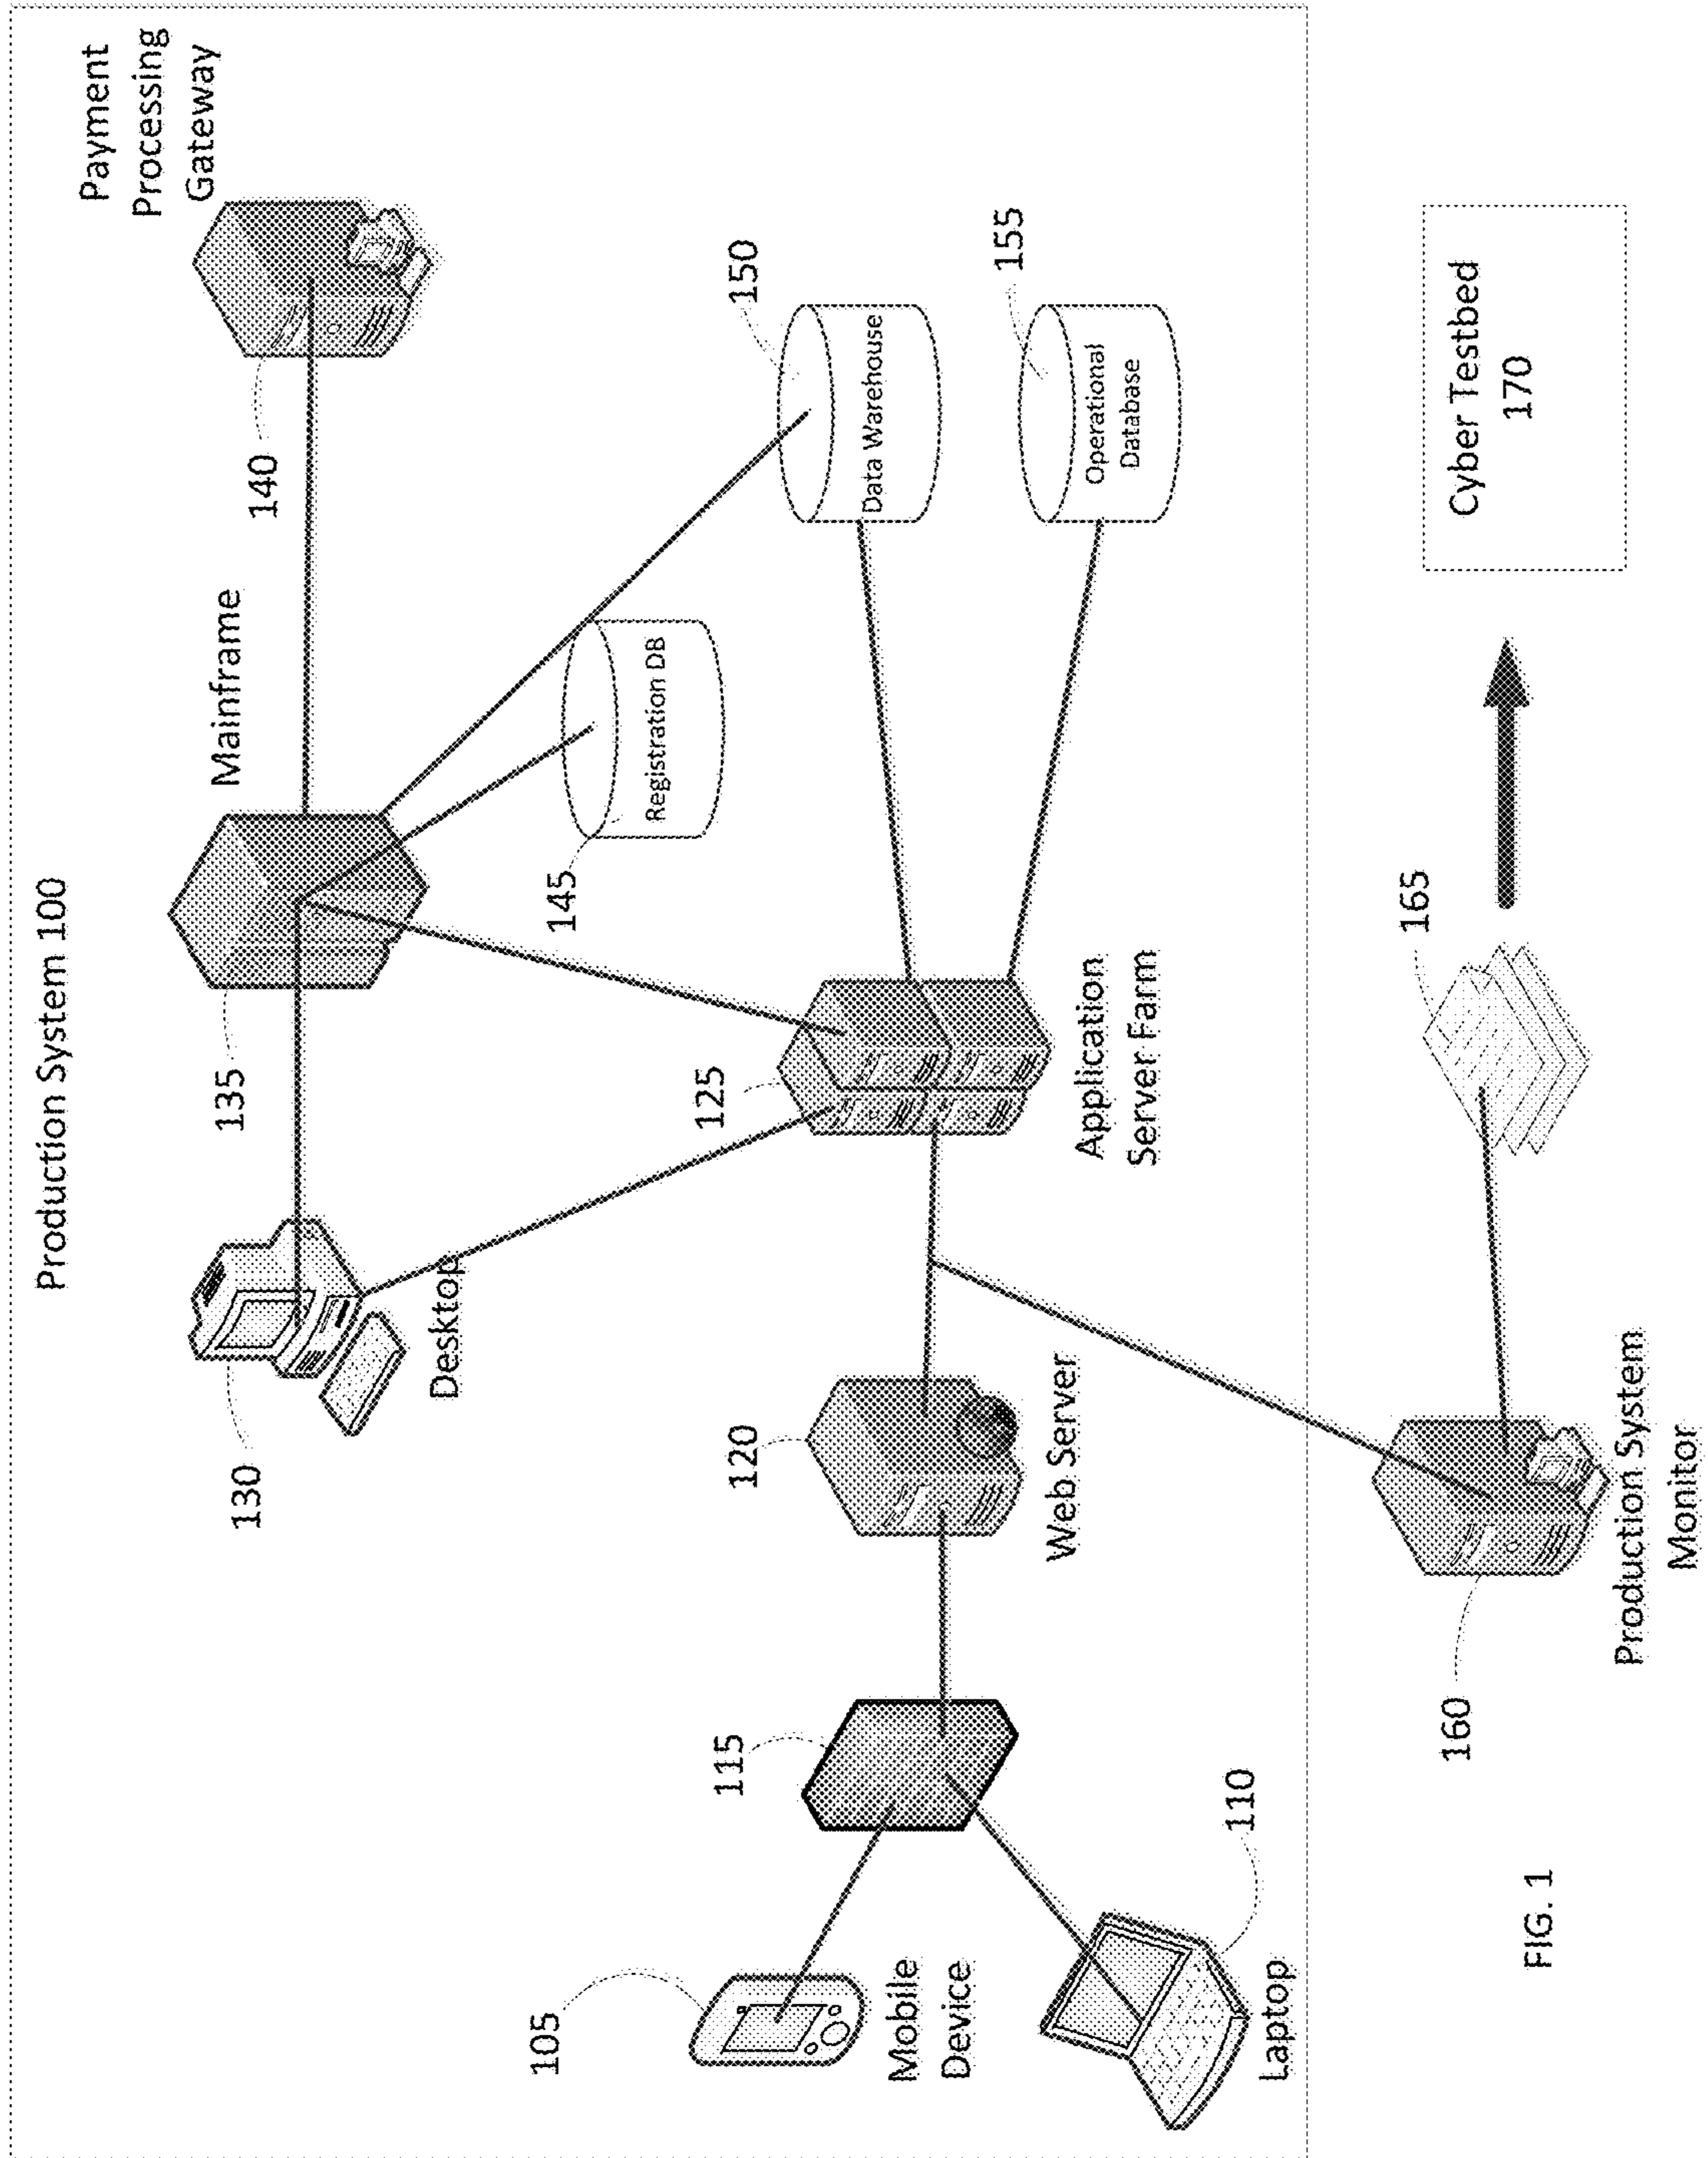 Production System 100
Payment
Processing
Gateway
140
Mainframe
135
130
Desktop
145
Registration DB
150
Data Warehouse
155
Operational
Database
125
Application
Server Farm
120
Web Server
115
105
Mobile
Device
110
Laptop
160
Production System
Monitor
165
Cyber Testbed
170
FIG. 1